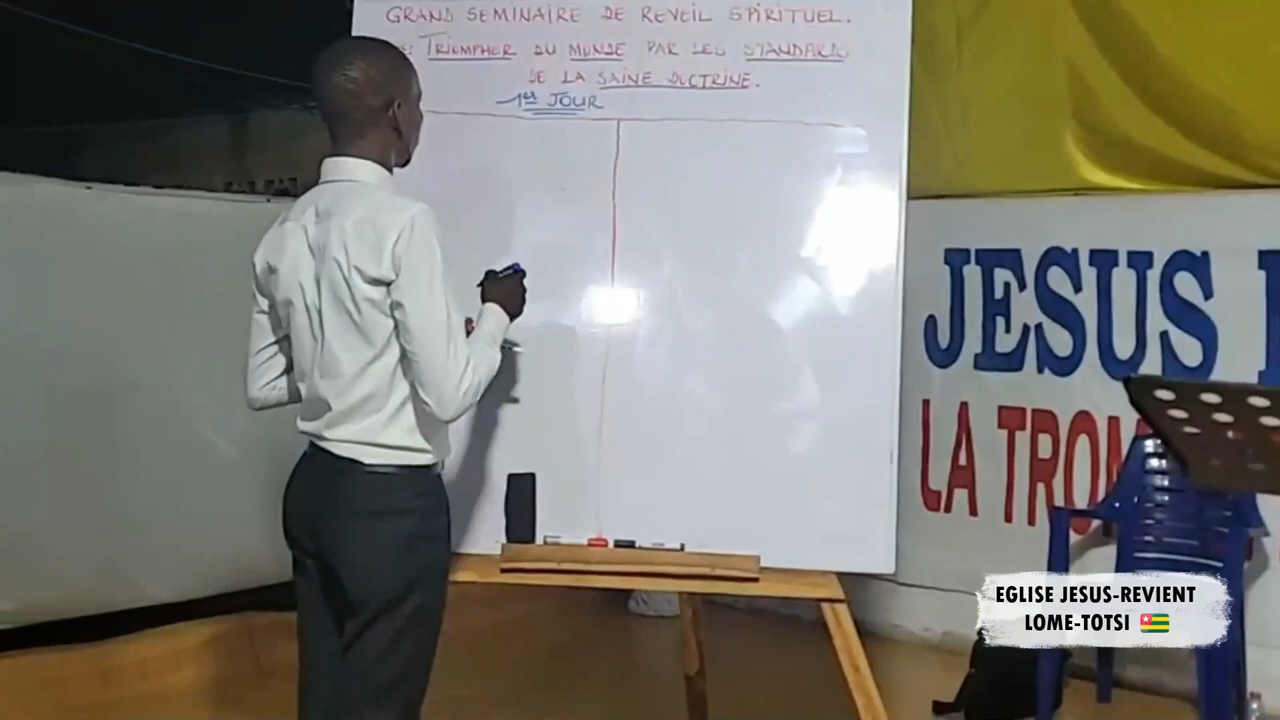 GRAND SEMINAIRE DE REVEIL SPIRITUEL.
TRIOMPHER DU MONDE PAR LES STANDARDS
DE LA SAINE DOCTRINE.
1er JOUR
JESUS
LA TROM
EGLISE JESUS-REVIENT
LOME-TOTSI